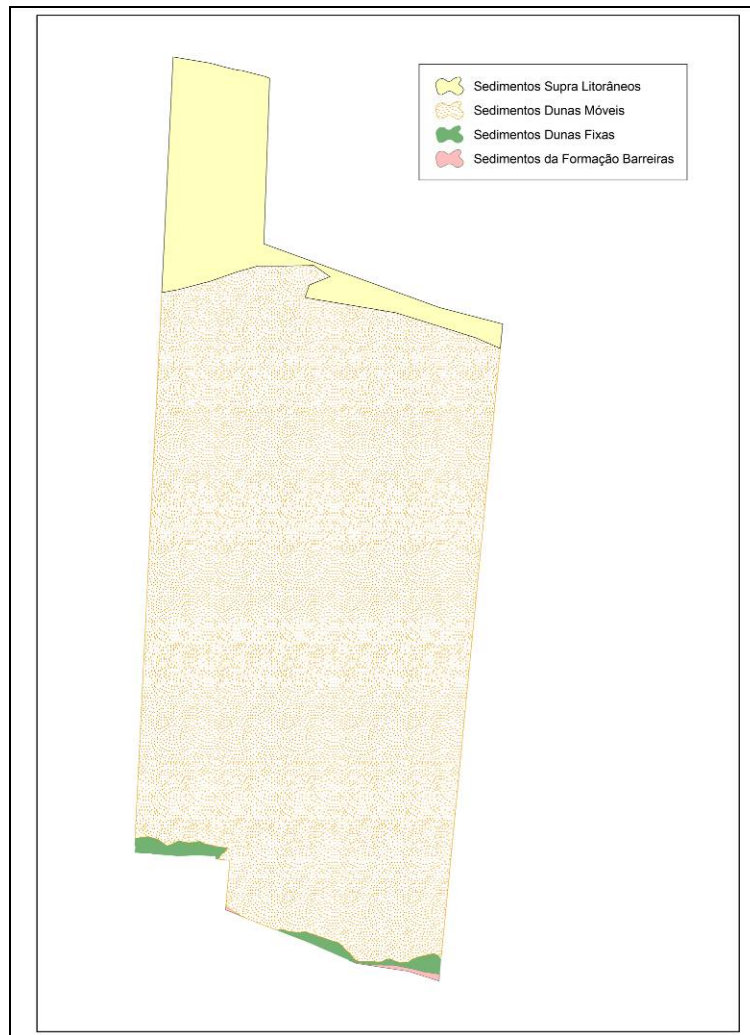 Sedimentos Supra Litorâneos
Sedimentos Dunas Móveis
Sedimentos Dunas Fixas
Sedimentos da Formação Barreiras